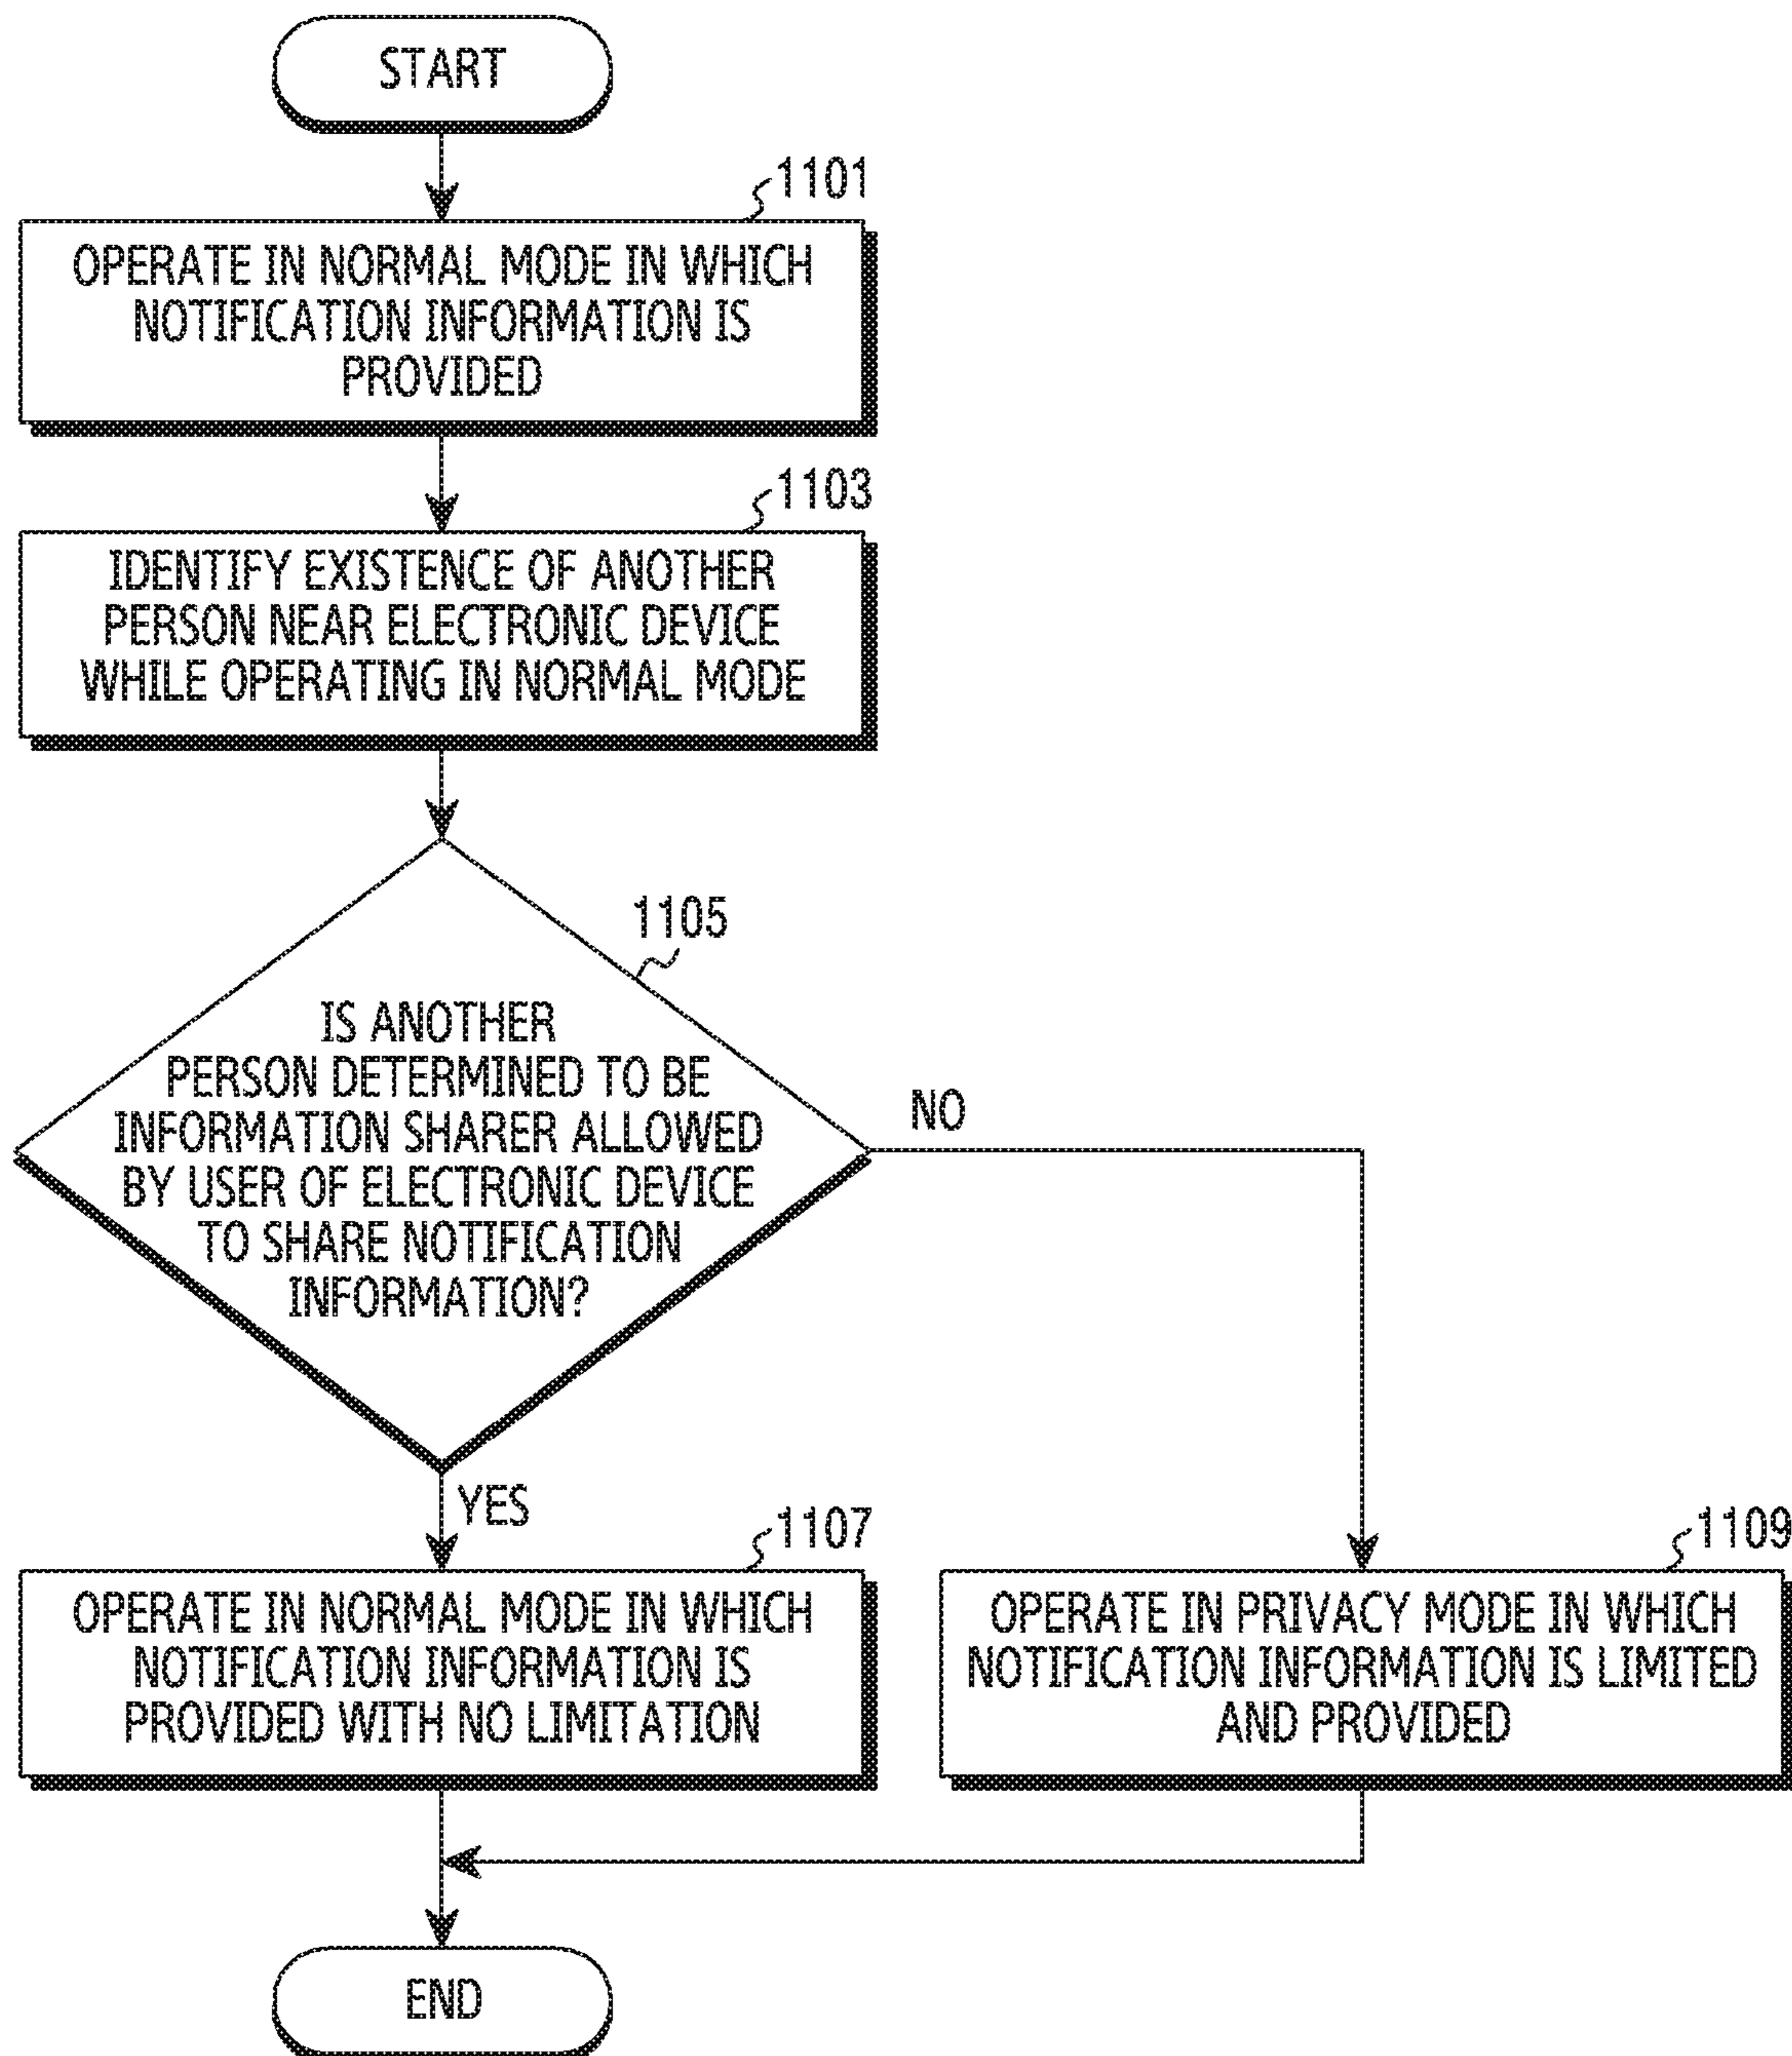 START
1101
OPERATE IN NORMAL MODE IN WHICH
NOTIFICATION INFORMATION IS
PROVIDED
1103
IDENTIFY EXISTENCE OF ANOTHER
PERSON NEAR ELECTRONIC DEVICE
WHILE OPERATING IN NORMAL MODE
1105
IS ANOTHER
PERSON DETERMINED TO BE
INFORMATION SHARER ALLOWED
BY USER OF ELECTRONIC DEVICE
TO SHARE NOTIFICATION
INFORMATION?
NO
YES
1107
OPERATE IN NORMAL MODE IN WHICH
NOTIFICATION INFORMATION IS
PROVIDED WITH NO LIMITATION
1109
OPERATE IN PRIVACY MODE IN WHICH
NOTIFICATION INFORMATION IS LIMITED
AND PROVIDED
END